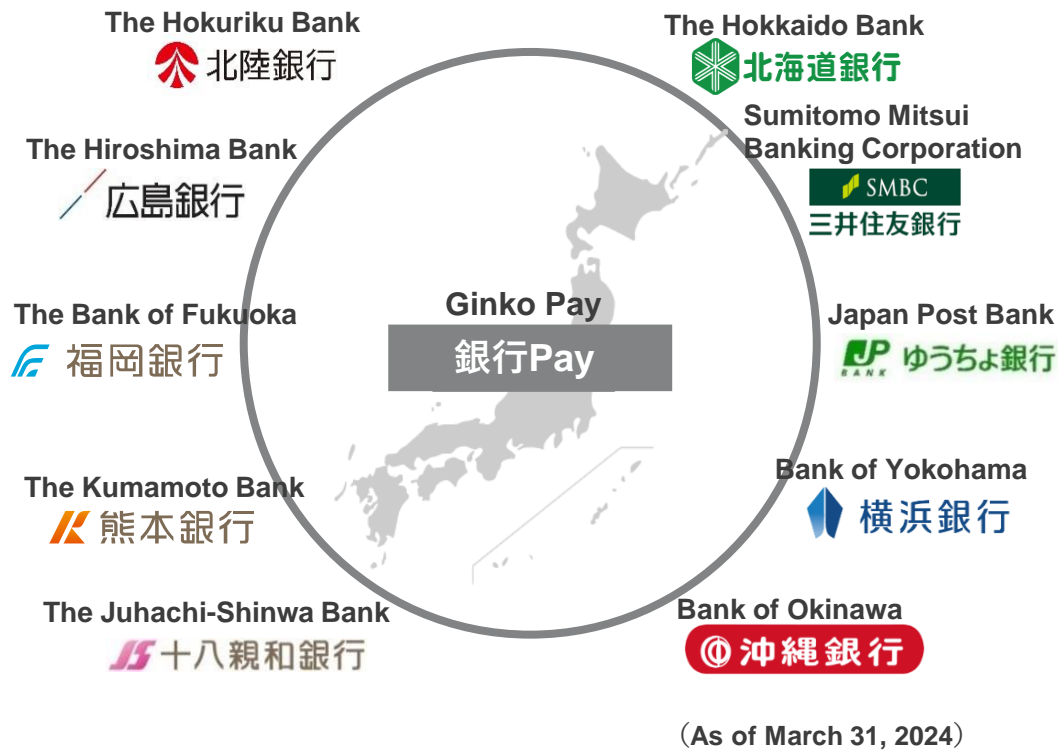 The Hokuriku Bank
北陸銀行
The Hokkaido Bank
北海道銀行
Sumitomo Mitsui
Banking Corporation
SMBC
三井住友銀行
The Hiroshima Bank
広島銀行
Ginko Pay
銀行Pay
The Bank of Fukuoka
福岡銀行
Japan Post Bank
JP
BANK
ゆうちょ銀行
The Kumamoto Bank
熊本銀行
Bank of Yokohama
横浜銀行
The Juhachi-Shinwa Bank
十八親和銀行
Bank of Okinawa
沖縄銀行
（As of March 31, 2024）